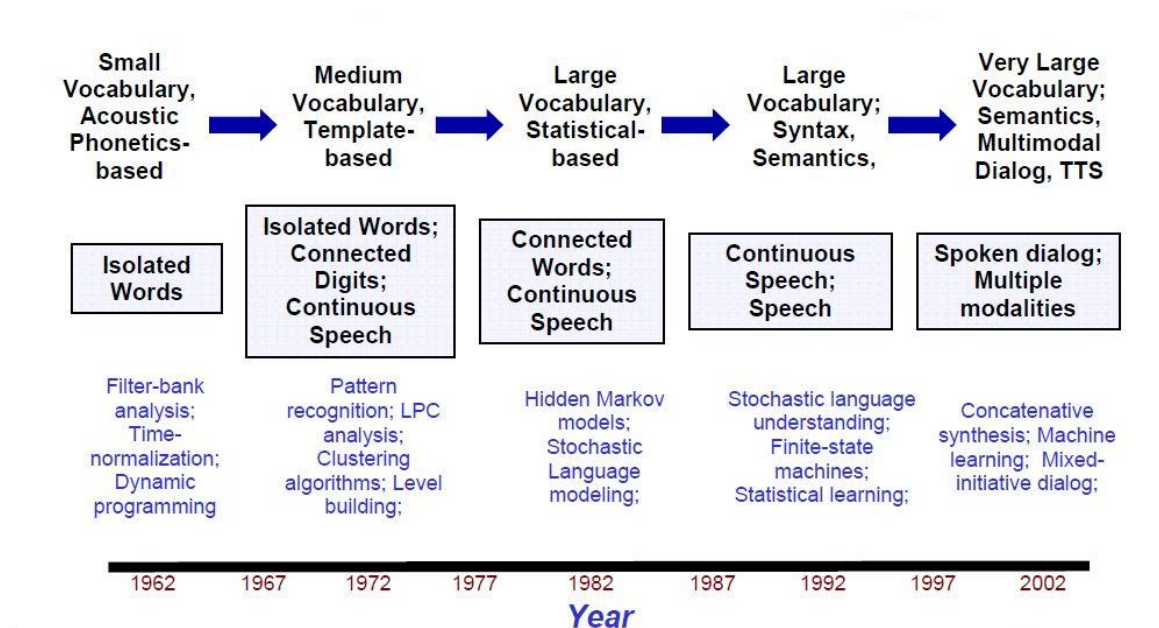 Small
Vocabulary,
Acoustic
Phonetics-
based
Medium
Vocabulary,
Template-
based
Large
Vocabulary,
Statistical-
based
Large
Vocabulary;
Syntax,
Semantics,
Very Large
Vocabulary;
Semantics,
Multimodal
Dialog, TTS
Isolated
Words
Isolated Words;
Connected
Digits;
Continuous
Speech
Connected
Words;
Continuous
Speech
Continuous
Speech;
Speech
Spoken dialog;
Multiple
modalities
Filter-bank
analysis;
Time-
normalization;
Dynamic
programming
Pattern
recognition; LPC
analysis;
Clustering
algorithms; Level
building;
Hidden Markov
models;
Stochastic
Language
modeling;
Stochastic language
understanding;
Finite-state
machines;
Statistical learning;
Concatenative
synthesis; Machine
learning; Mixed-
initiative dialog;
1962 1967 1972 1977 1982 1987 1992 1997 2002
Year